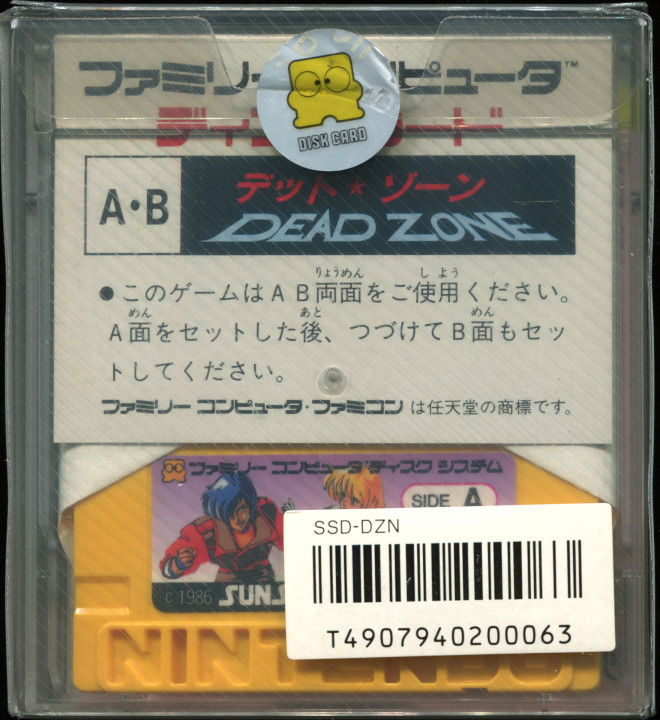 ファミリー コンピュータ™
DISK CARD
A・B
デッド★ゾーン
DEAD ZONE
りょうめん しよう
●このゲームはAB両面をご使用ください。
めん あと めん
A面をセットした後、つづけてB面もセッ
トしてください。
ファミリー コンピュータ・ファミコン は任天堂の商標です。
ファミリー コンピュータ ディスク システム
SIDE A
©1986 SUNS
SSD-DZN
T4907940200063
NINTENDO